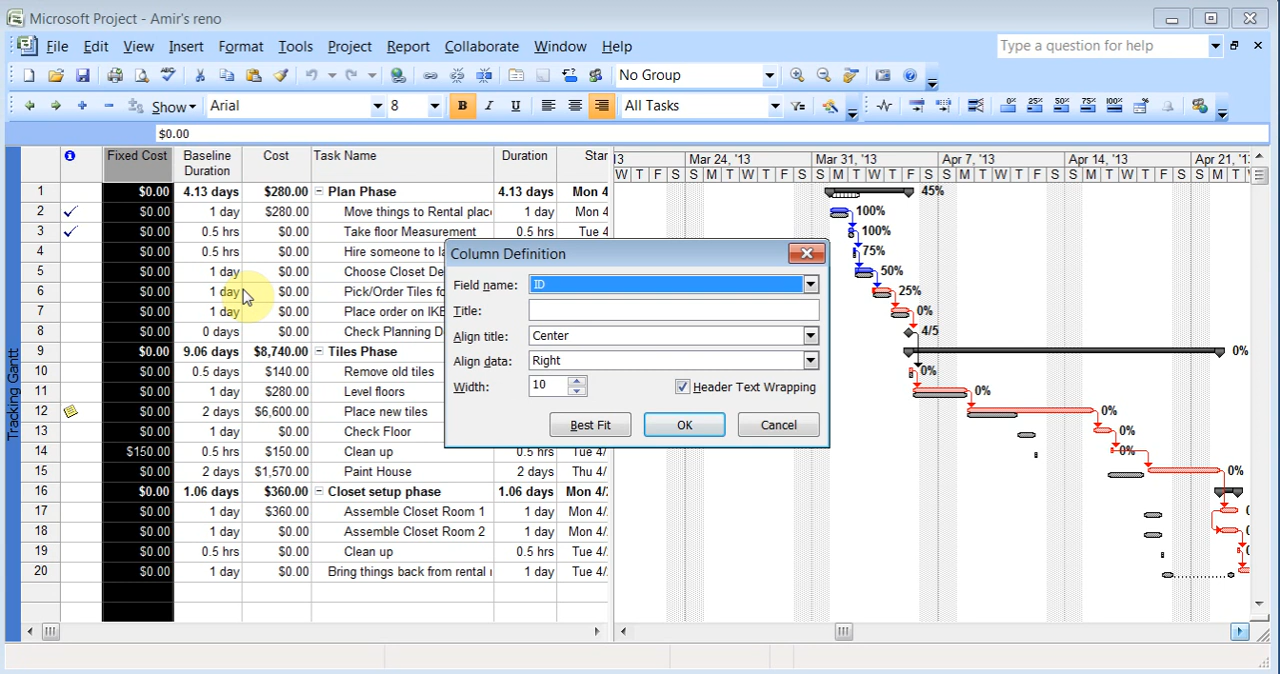 Microsoft Project - Amir's reno
File Edit View Insert Format Tools Project Report Collaborate Window Help
Type a question for help
No Group
Show Arial 8 B I U All Tasks 0% 25% 50% 75% 100%
$0.00
Fixed Cost Baseline Duration Cost Task Name Duration Star
13 Mar 24, '13 Mar 31, '13 Apr 7, '13 Apr 14, '13 Apr 21, '1
W T F S S M T W T F S S M T W T F S S M T W T F S S M T W T F S S M T W
1 $0.00 4.13 days $280.00 Plan Phase 4.13 days Mon 4 45%
2 $0.00 1 day $280.00 Move things to Rental place 1 day Mon 4 100%
3 $0.00 0.5 hrs $0.00 Take floor Measurement 0.5 hrs Tue 4 100%
4 $0.00 0.5 hrs $0.00 Hire someone to la 75%
5 $0.00 1 day $0.00 Choose Closet De 50%
6 $0.00 1 day $0.00 Pick/Order Tiles fo 25%
7 $0.00 1 day $0.00 Place order on IKE 0%
8 $0.00 0 days $0.00 Check Planning D 4/5
9 $0.00 9.06 days $8,740.00 Tiles Phase 0%
10 $0.00 0.5 days $140.00 Remove old tiles 0%
11 $0.00 1 day $280.00 Level floors 0%
12 $0.00 2 days $6,600.00 Place new tiles 0%
13 $0.00 1 day $0.00 Check Floor 0%
14 $150.00 0.5 hrs $150.00 Clean up 0.5 hrs Tue 4/ 0%
15 $0.00 2 days $1,570.00 Paint House 2 days Thu 4/ 0%
16 $0.00 1.06 days $360.00 Closet setup phase 1.06 days Mon 4/
17 $0.00 1 day $360.00 Assemble Closet Room 1 1 day Mon 4/ 0
18 $0.00 1 day $0.00 Assemble Closet Room 2 1 day Mon 4/ 0
19 $0.00 0.5 hrs $0.00 Clean up 0.5 hrs Tue 4/ 0
20 $0.00 1 day $0.00 Bring things back from rental 1 day Tue 4/ 0
Tracking Gantt
Column Definition
Field name: ID
Title:
Align title: Center
Align data: Right
Width: 10 Header Text Wrapping
Best Fit OK Cancel